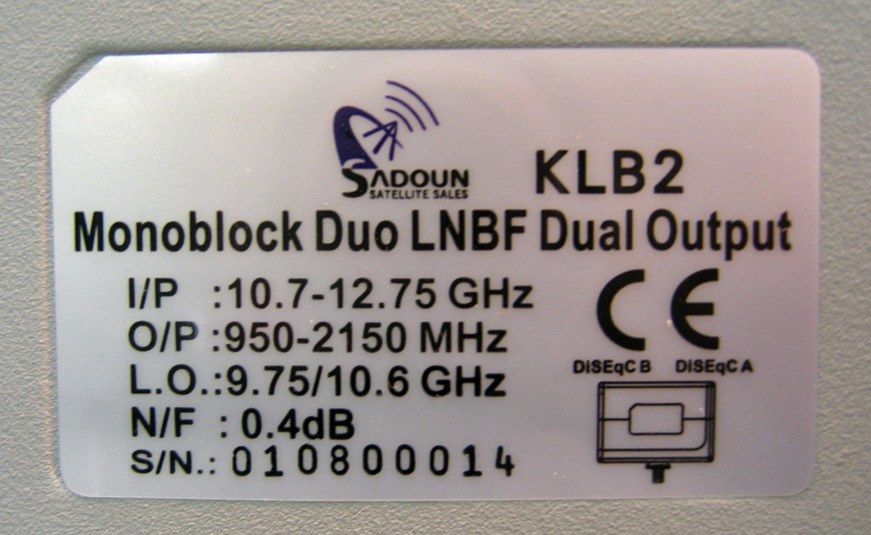 SADOUN
SATELLITE SALES
KLB2
Monoblock Duo LNBF Dual Output
I/P :10.7-12.75 GHz
O/P :950-2150 MHz
L.O.:9.75/10.6 GHz
N/F : 0.4dB
S/N.: 010800014
CE
DiSEqC B DiSEqC A